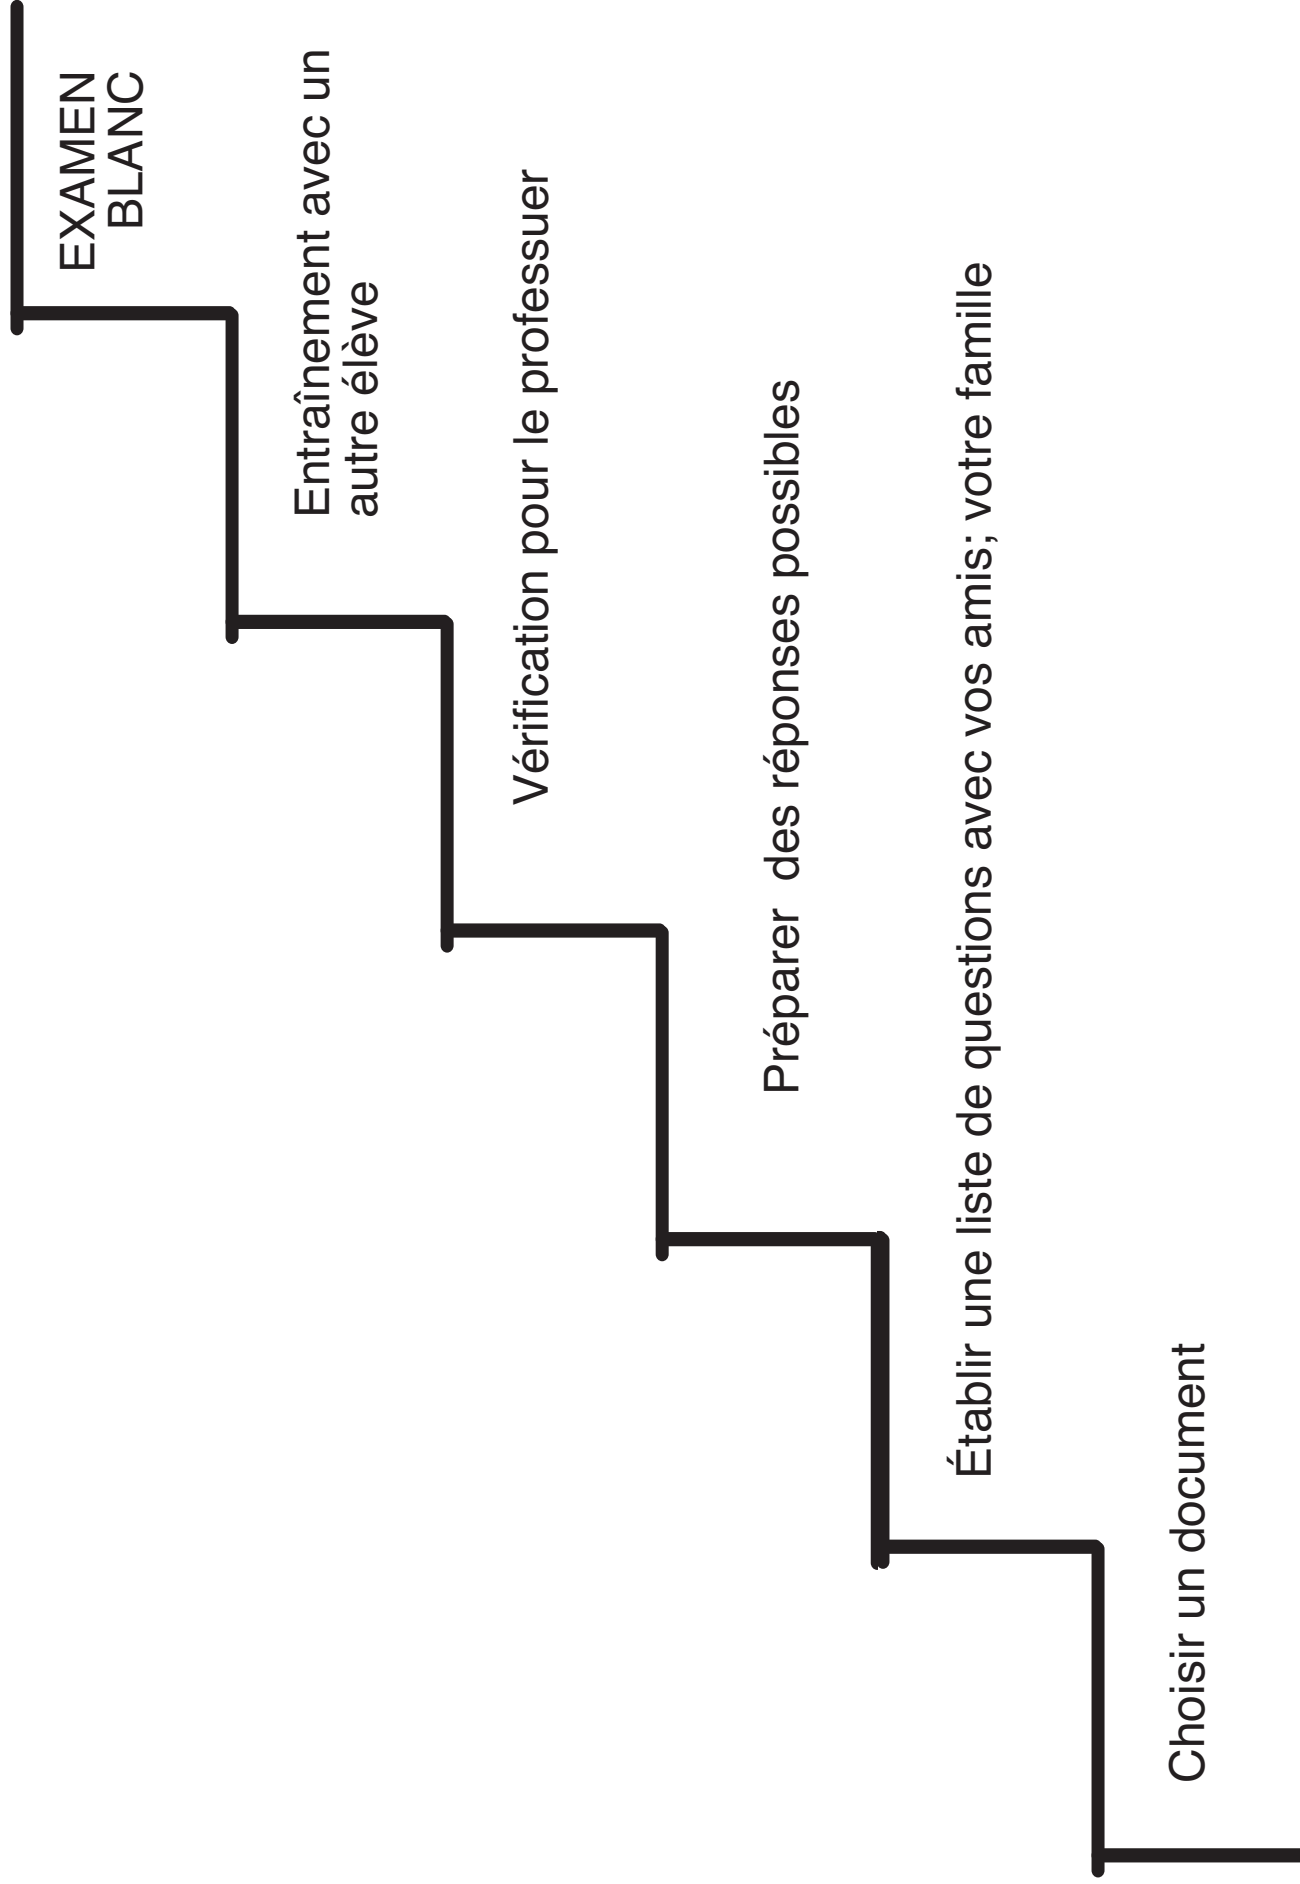 EXAMEN
BLANC
Entraînement avec un
autre élève
Vérification pour le professuer
Préparer des réponses possibles
Établir une liste de questions avec vos amis; votre famille
Choisir un document